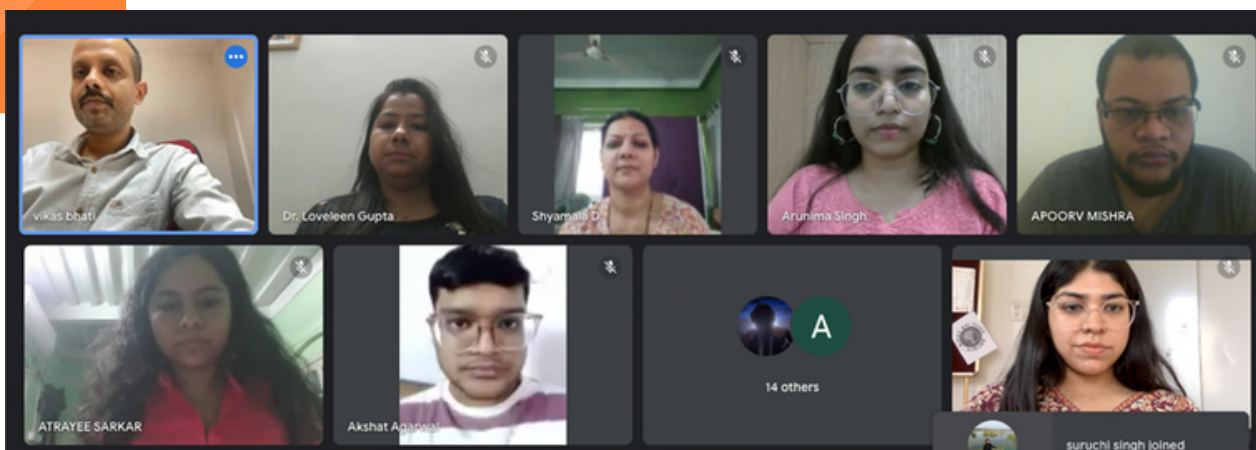 vikas bhati
Dr. Loveleen Gupta
Shyamala D.
Arunima Singh
APOORV MISHRA
ATRAYEE SARKAR
Akshat Agarwal
A
14 others
suruchi singh joined